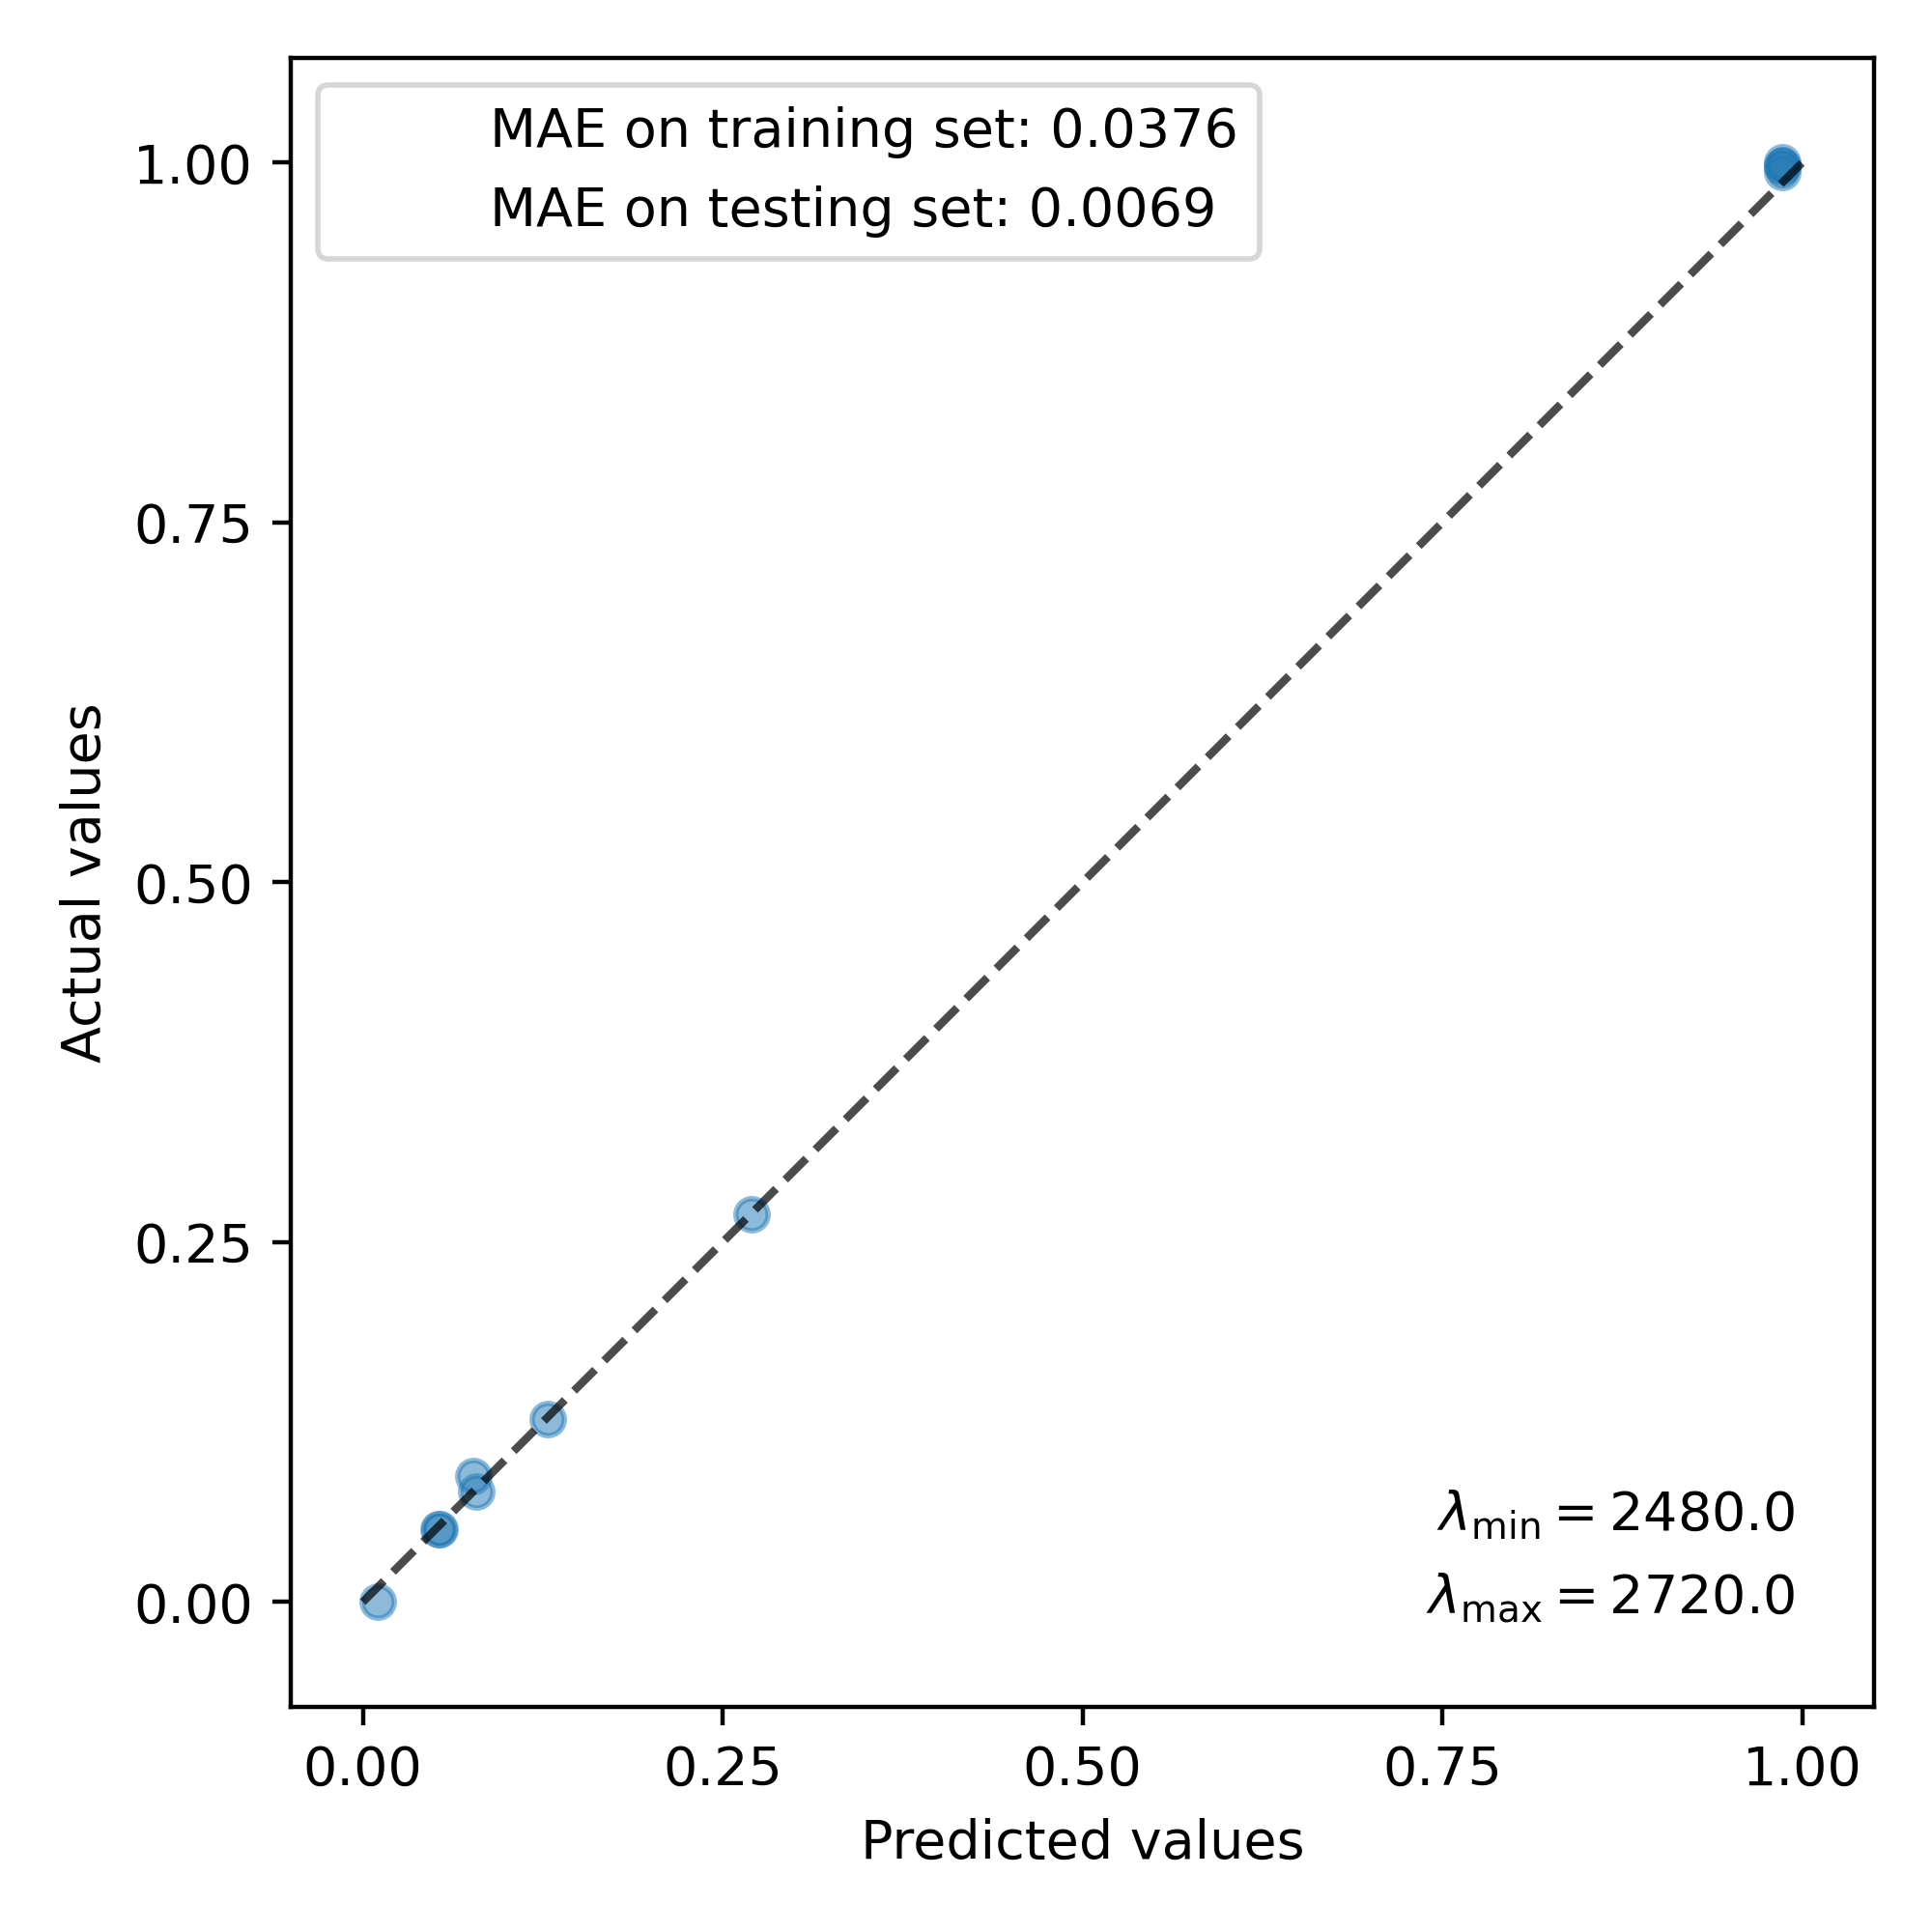 MAE on training set: 0.0376
MAE on testing set: 0.0069
1.00
0.75
0.50
0.25
0.00
Actual values
λmin = 2480.0
λmax = 2720.0
0.00 0.25 0.50 0.75 1.00
Predicted values